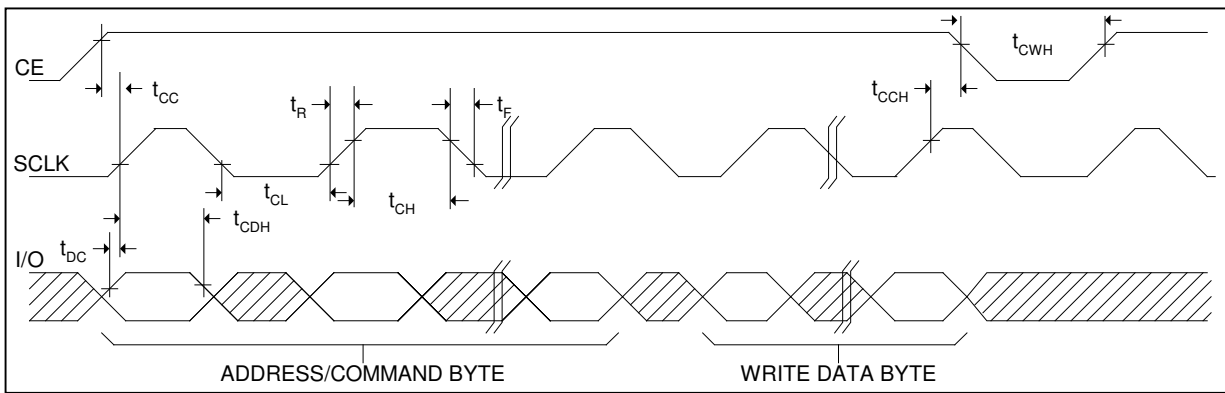 CE
t_CWH
t_CC
t_CCH
t_R
t_F
SCLK
t_CL
t_CH
t_CDH
t_DC
I/O
ADDRESS/COMMAND BYTE
WRITE DATA BYTE